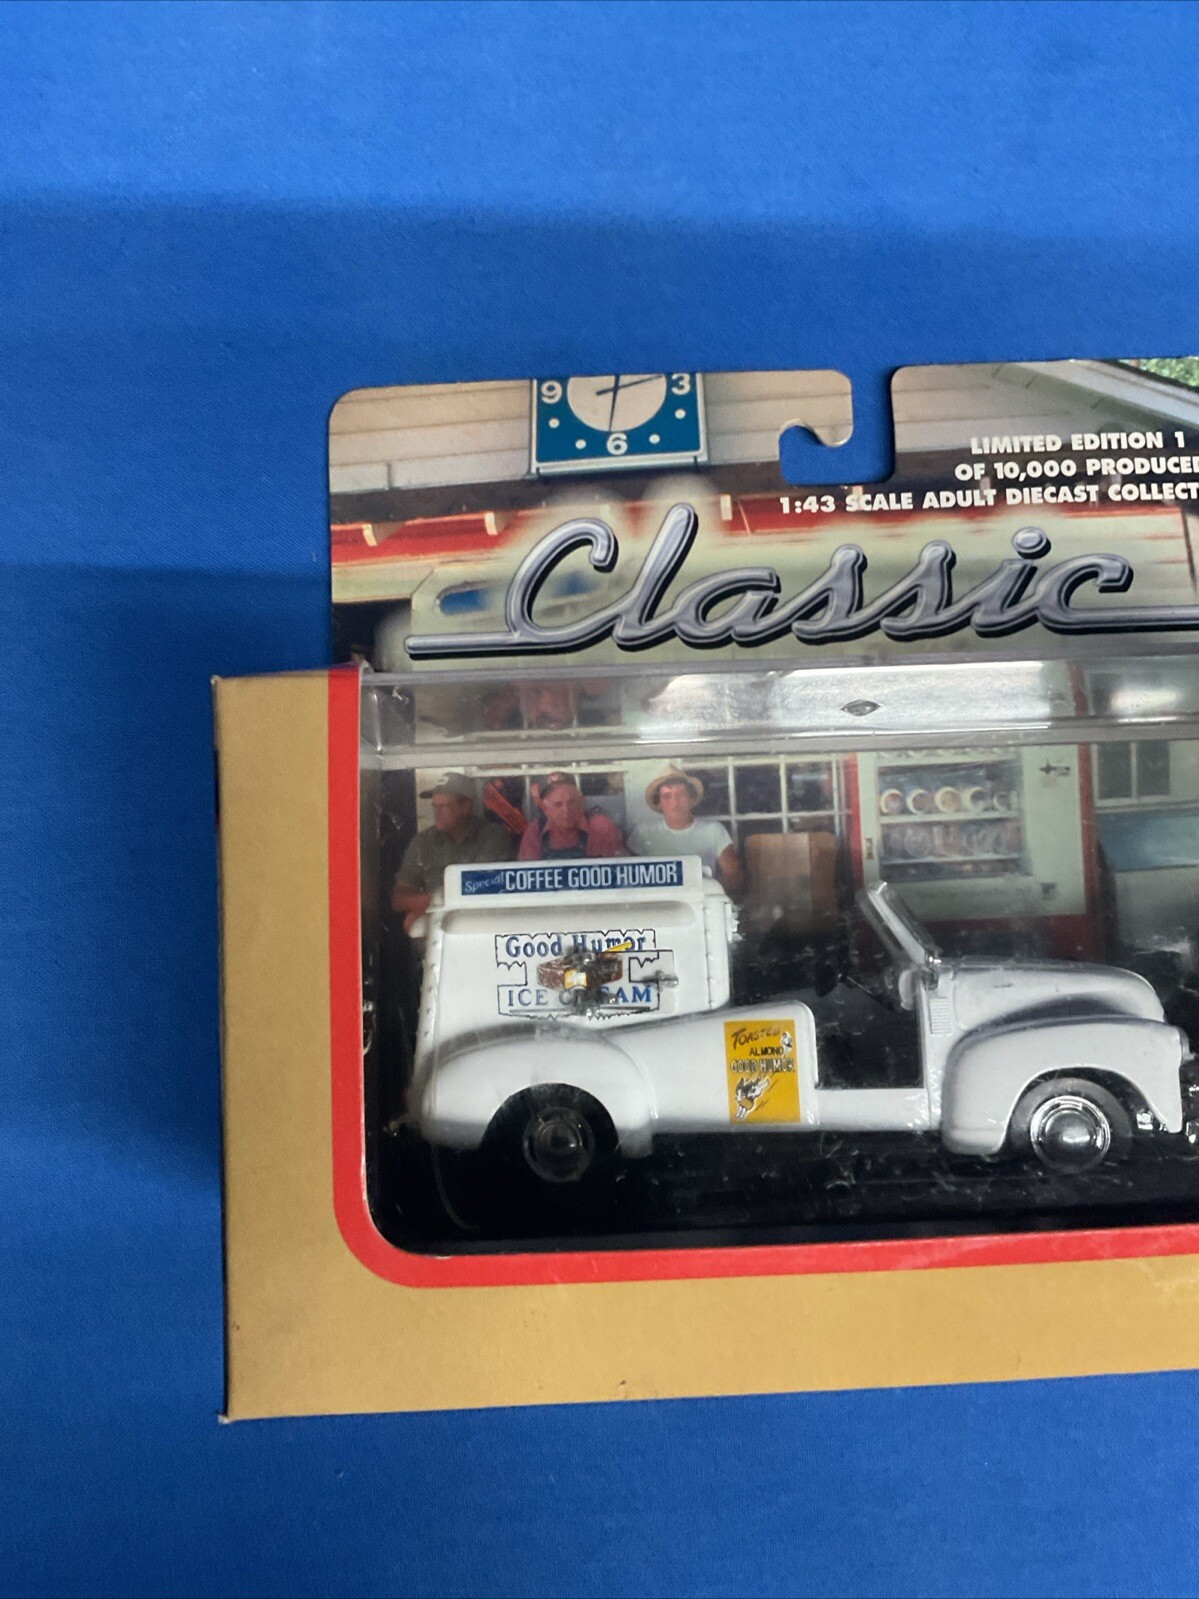 9 3
6
LIMITED EDITION 1
OF 10,000 PRODUCED
1:43 SCALE ADULT DIECAST COLLECT
Classic
Special COFFEE GOOD HUMOR
Good Humor
ICE CREAM
TOASTED
ALMOND
GOOD HUMOR